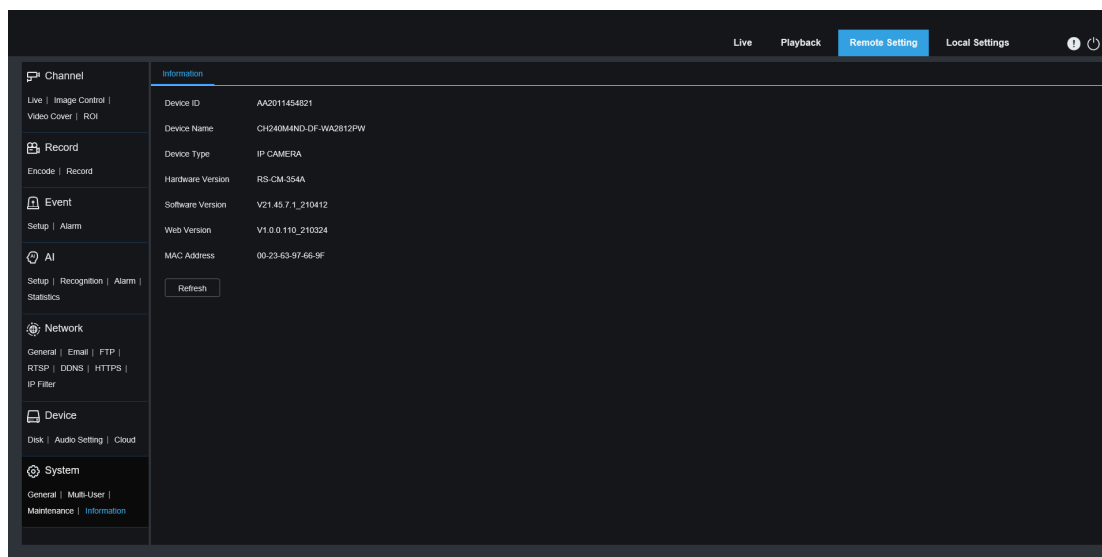 Live Playback Remote Setting Local Settings
Channel
Live | Image Control |
Video Cover | ROI
Record
Encode | Record
Event
Setup | Alarm
AI
Setup | Recognition | Alarm |
Statistics
Network
General | Email | FTP |
RTSP | DDNS | HTTPS |
IP Filter
Device
Disk | Audio Setting | Cloud
System
General | Multi-User |
Maintenance | Information
Information
Device ID AA2011454821
Device Name CH240M4ND-DF-WA2812PW
Device Type IP CAMERA
Hardware Version RS-CM-354A
Software Version V21.45.7.1_210412
Web Version V1.0.0.110_210324
MAC Address 00-23-63-97-66-9F
Refresh